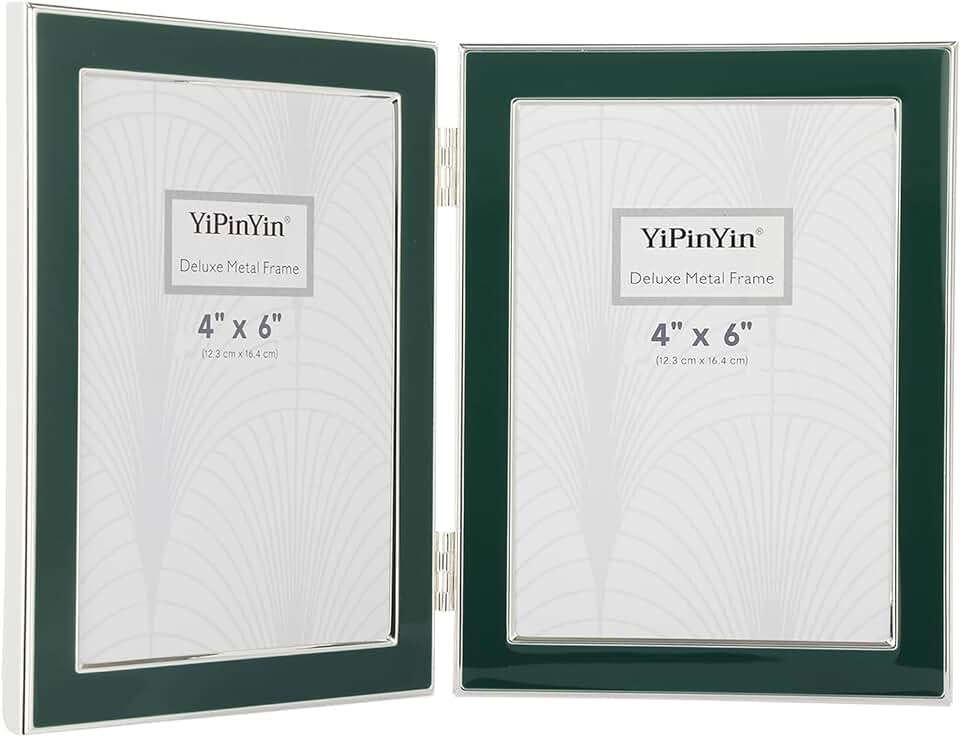 YiPinYin®
Deluxe Metal Frame
4" x 6"
(12.3 cm x 16.4 cm)
YiPinYin®
Deluxe Metal Frame
4" x 6"
(12.3 cm x 16.4 cm)